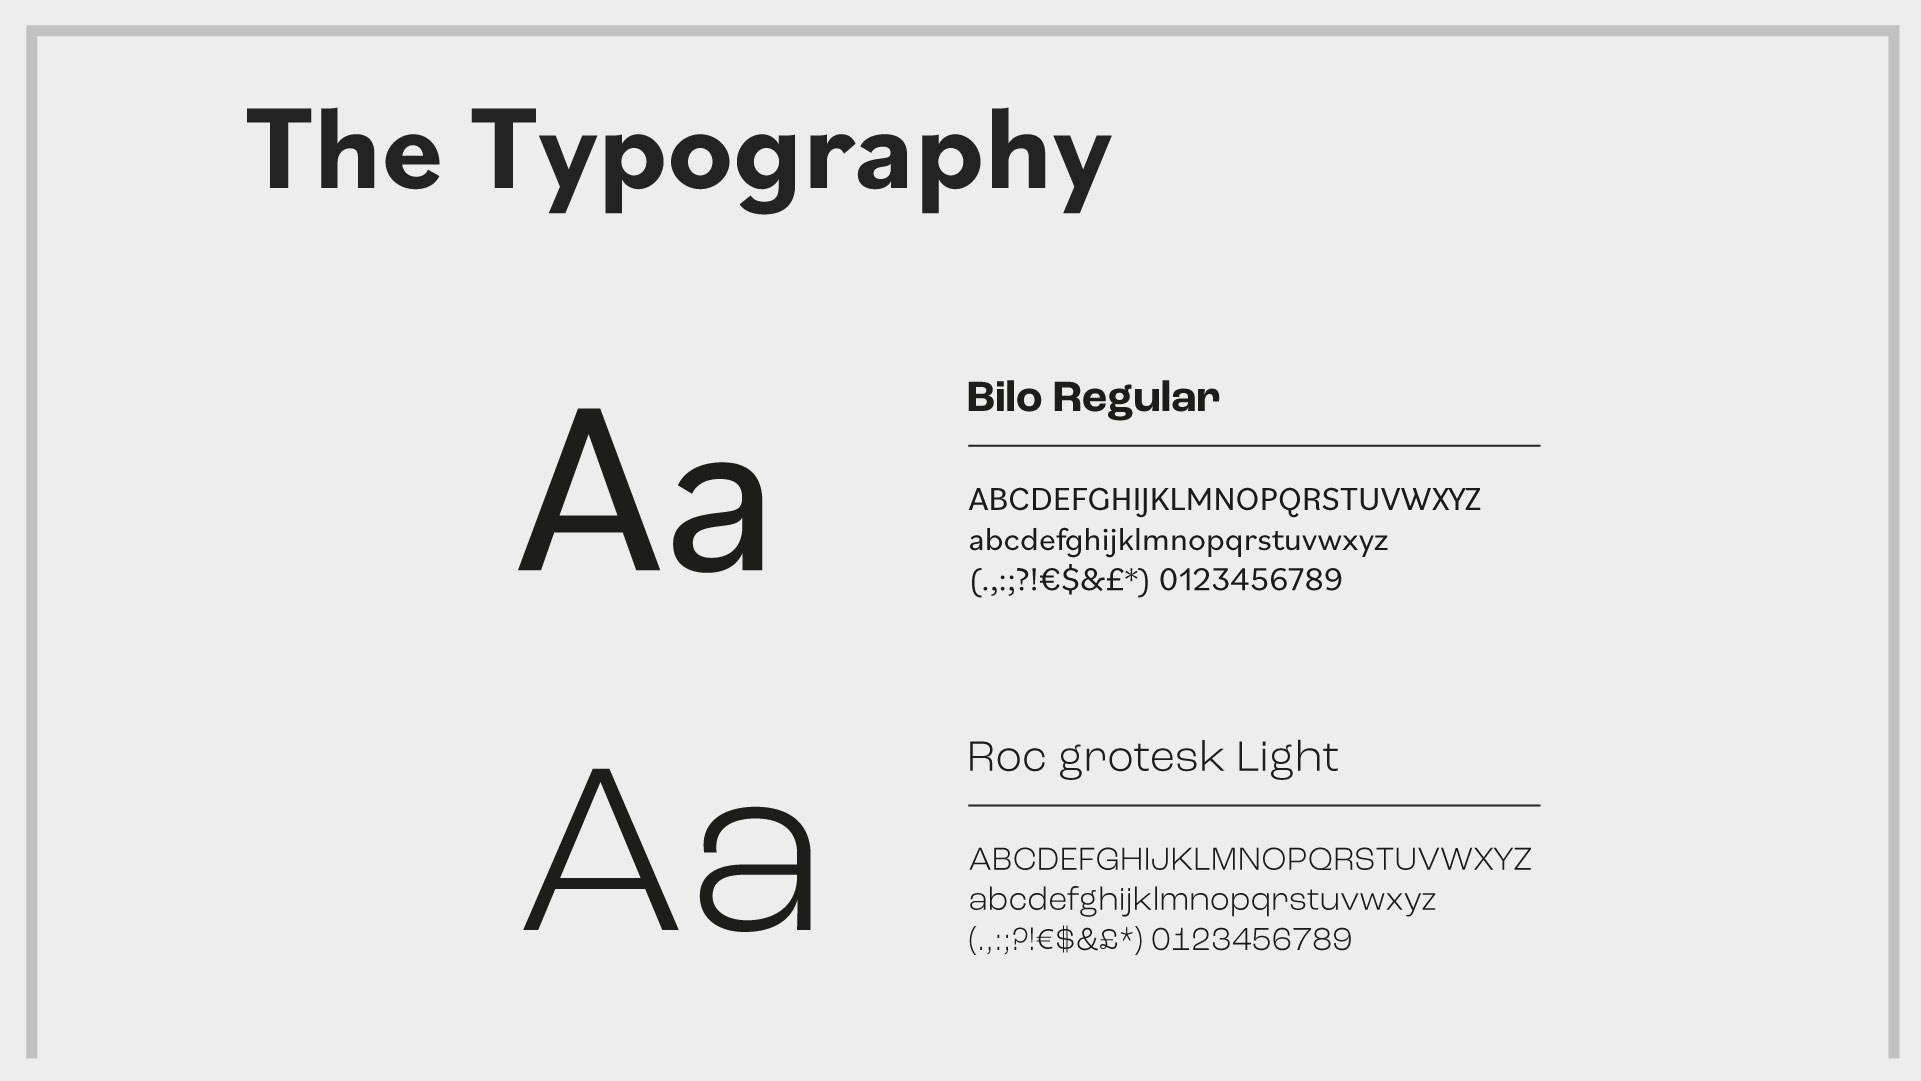 The Typography
Aa
Bilo Regular
ABCDEFGHIJKLMNOPQRSTUVWXYZ
abcdefghijklmnopqrstuvwxyz
(.,:;?!€$&£*) 0123456789
Aa
Roc grotesk Light
ABCDEFGHIJKLMNOPQRSTUVWXYZ
abcdefghijklmnopqrstuvwxyz
(.,:;?!€$&£*) 0123456789